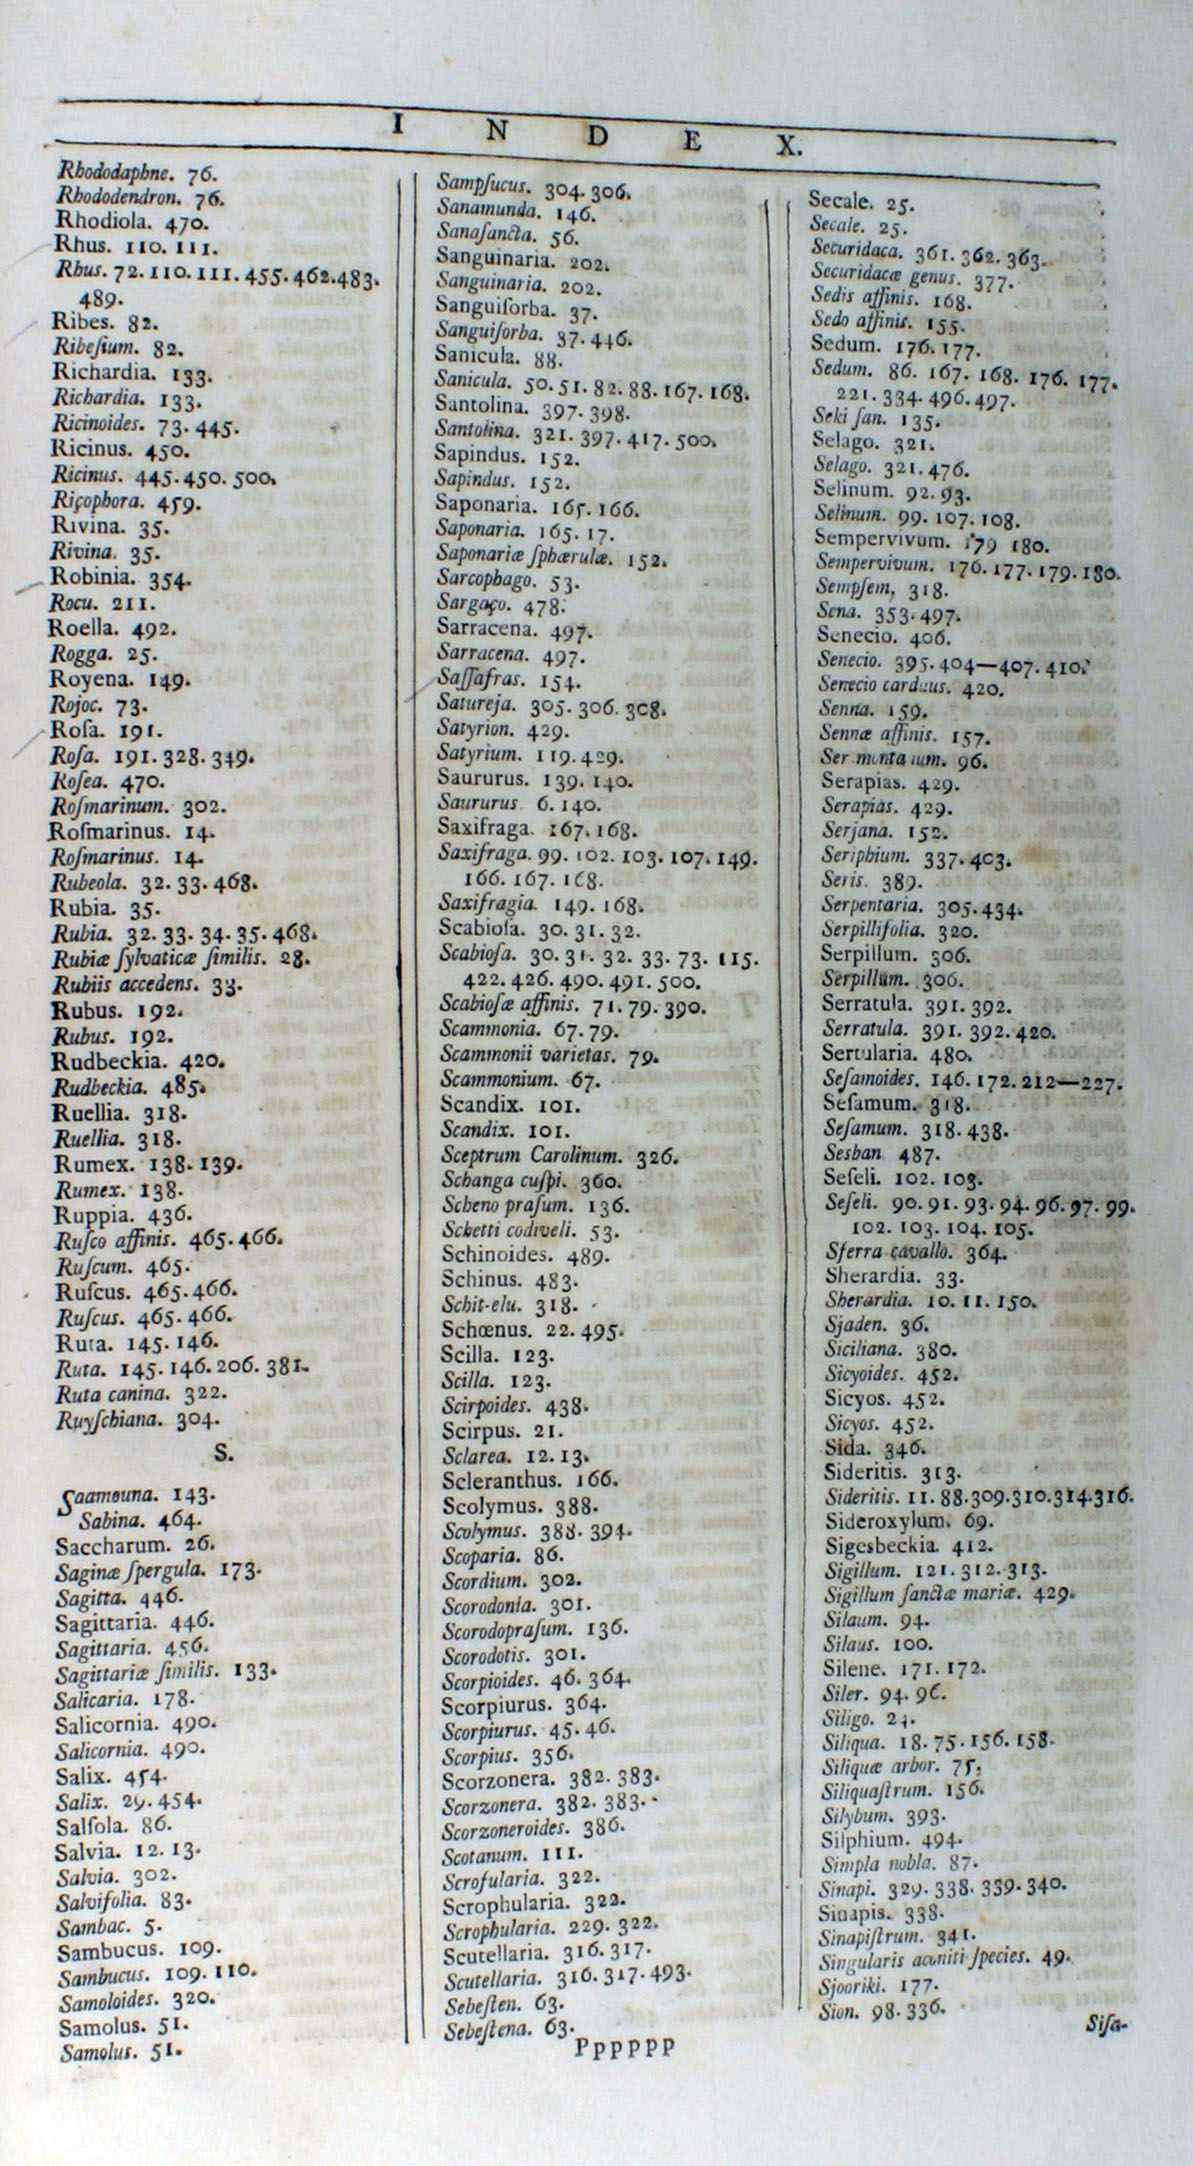 I N D E X.
Rhododaphne. 76.
Rhododendron. 76.
Rhodiola. 470.
Rhus. 110. 111.
Rhus. 72. 110. 111. 455. 462. 483.
489.
Ribes. 82.
Ribeſium. 82.
Richardia. 133.
Richardia. 133.
Ricinoides. 73. 445.
Ricinus. 450.
Ricinus. 445. 450. 500.
Riçophora. 459.
Rivina. 35.
Rivina. 35.
Robinia. 354.
Rocu. 211.
Roella. 492.
Rogga. 25.
Royena. 149.
Rojoc. 73.
Roſa. 191.
Roſa. 191. 328. 349.
Roſea. 470.
Roſmarinum. 302.
Roſmarinus. 14.
Roſmarinus. 14.
Rubeola. 32. 33. 468.
Rubia. 35.
Rubia. 32. 33. 34. 35. 468.
Rubiæ ſylvaticæ ſimilis. 28.
Rubiis accedens. 33.
Rubus. 192.
Rubus. 192.
Rudbeckia. 420.
Rudbeckia. 485.
Ruellia. 318.
Ruellia. 318.
Rumex. 138. 139.
Rumex. 138.
Ruppia. 436.
Ruſco affinis. 465. 466.
Ruſcum. 465.
Ruſcus. 465. 466.
Ruſcus. 465. 466.
Ruta. 145. 146.
Ruta. 145. 146. 206. 381.
Ruta canina. 322.
Ruyſchiana. 304.
S.
Saamouna. 143.
Sabina. 464.
Saccharum. 26.
Saginæ ſpergula. 173.
Sagitta. 446.
Sagittaria. 446.
Sagittaria. 456.
Sagittariæ ſimilis. 133.
Salicaria. 178.
Salicornia. 490.
Salicornia. 490.
Salix. 454.
Salix. 29. 454.
Salſola. 86.
Salvia. 12. 13.
Salvia. 302.
Salvifolia. 83.
Sambac. 5.
Sambucus. 109.
Sambucus. 109. 110.
Samoloides. 320.
Samolus. 51.
Samolus. 51.
Sampſucus. 304. 306.
Sanamunda. 146.
Sanaſancta. 56.
Sanguinaria. 202.
Sanguinaria. 202.
Sanguiſorba. 37.
Sanguiſorba. 37. 446.
Sanicula. 88.
Sanicula. 50. 51. 82. 88. 167. 168.
Santolina. 397. 398.
Santolina. 321. 397. 417. 500.
Sapindus. 152.
Sapindus. 152.
Saponaria. 165. 166.
Saponaria. 165. 17.
Saponariæ ſphærulæ. 152.
Sarcophago. 53.
Sargaço. 478.
Sarracena. 497.
Sarracena. 497.
Saſſafras. 154.
Satureja. 305. 306. 308.
Satyrion. 429.
Satyrium. 119. 429.
Saururus. 139. 140.
Saururus 6. 140.
Saxifraga. 167. 168.
Saxifraga. 99. 102. 103. 107. 149.
166. 167. 168.
Saxifragia. 149. 168.
Scabioſa. 30. 31. 32.
Scabioſa. 30. 31. 32. 33. 73. 115.
422. 426. 490. 491. 500.
Scabioſæ affinis. 71. 79. 390.
Scammonia. 67. 79.
Scammonii varietas. 79.
Scammonium. 67.
Scandix. 101.
Scandix. 101.
Sceptrum Carolinum. 326.
Schanga cuſpi. 360.
Scheno praſum. 136.
Schetti codiveli. 53.
Schinoides. 489.
Schinus. 483.
Schit-elu. 318.
Schœnus. 22. 495.
Scilla. 123.
Scilla. 123.
Scirpoides. 438.
Scirpus. 21.
Sclarea. 12. 13.
Scleranthus. 166.
Scolymus. 388.
Scolymus. 388. 394.
Scoparia. 86.
Scordium. 302.
Scorodonia. 301.
Scorodopraſum. 136.
Scorodotis. 301.
Scorpioides. 46. 364.
Scorpiurus. 364.
Scorpiurus. 45. 46.
Scorpius. 356.
Scorzonera. 382. 383.
Scorzonera. 382. 383.
Scorzoneroides. 386.
Scotanum. 111.
Scrofularia. 322.
Scrophularia. 322.
Scrophularia. 229. 322.
Scutellaria. 316. 317.
Scutellaria. 316. 317. 493.
Sebeſten. 63.
Sebeſtena. 63.
Pppppp
Secale. 25.
Secale. 25.
Securidaca. 361. 362. 363.
Securidacæ genus. 377.
Sedis affinis. 168.
Sedo affinis. 155.
Sedum. 176. 177.
Sedum. 86. 167. 168. 176. 177.
221. 334. 496. 497.
Seki ſan. 135.
Selago. 321.
Selago. 321. 476.
Selinum. 92. 93.
Selinum. 99. 107. 108.
Sempervivum. 179 180.
Sempervivum. 176. 177. 179. 180.
Sempſem. 318.
Sena. 353. 497.
Senecio. 406.
Senecio. 395. 404—407. 410.
Senecio carduus. 420.
Senna. 159.
Sennæ affinis. 157.
Ser montanum. 96.
Serapias. 429.
Serapias. 429.
Serjana. 152.
Seriphium. 337. 403.
Seris. 389.
Serpentaria. 305. 434.
Serpillifolia. 320.
Serpillum. 306.
Serpillum. 306.
Serratula. 391. 392.
Serratula. 391. 392. 420.
Sertularia. 480.
Seſamoides. 146. 172. 212—227.
Seſamum. 318.
Seſamum. 318. 438.
Sesban 487.
Seſeli. 102. 103.
Seſeli. 90. 91. 93. 94. 96. 97. 99.
102. 103. 104. 105.
Sferra cavallo. 364.
Sherardia. 33.
Sherardia. 10. 11. 150.
Sjaden. 36.
Siciliana. 380.
Sicyoides. 452.
Sicyos. 452.
Sicyos. 452.
Sida. 346.
Sideritis. 313.
Sideritis. 11. 88. 309. 310. 314. 316.
Sideroxylum. 69.
Sigesbeckia. 412.
Sigillum. 121. 312. 313.
Sigillum ſanctæ mariæ. 429.
Silaum. 94.
Silaus. 100.
Silene. 171. 172.
Siler. 94. 96.
Siligo. 25.
Siliqua. 18. 75. 156. 158.
Siliquæ arbor. 75.
Siliquaſtrum. 156.
Silybum. 393.
Silphium. 494.
Simpla nobla. 87.
Sinapi. 329. 338. 339. 340.
Sinapis. 338.
Sinapiſtrum. 341.
Singularis aconiti ſpecies. 49.
Sjooriki. 177.
Sion. 98. 336.
Siſa-